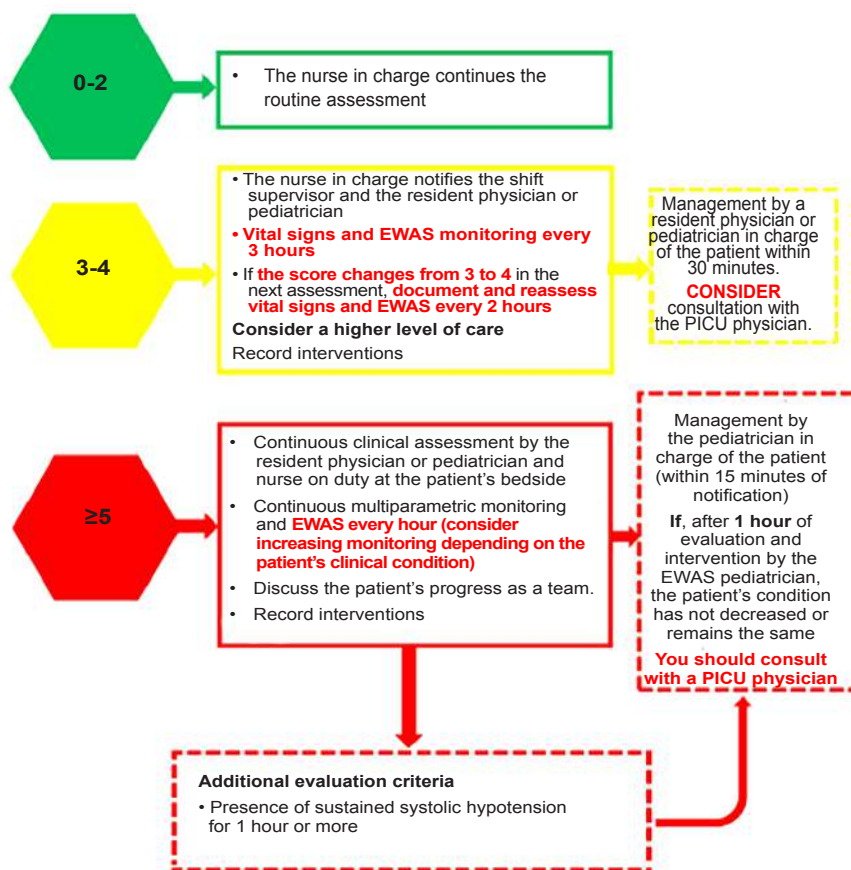 0-2
• The nurse in charge continues the
routine assessment
3-4
• The nurse in charge notifies the shift
supervisor and the resident physician or
pediatrician
• Vital signs and EWAS monitoring every
3 hours
• If the score changes from 3 to 4 in the
next assessment, document and reassess
vital signs and EWAS every 2 hours
Consider a higher level of care
Record interventions
Management by a
resident physician or
pediatrician in charge
of the patient within
30 minutes.
CONSIDER
consultation with
the PICU physician.
≥5
• Continuous clinical assessment by the
resident physician or pediatrician and
nurse on duty at the patient's bedside
• Continuous multiparametric monitoring
and EWAS every hour (consider
increasing monitoring depending on the
patient's clinical condition)
• Discuss the patient's progress as a team.
• Record interventions
Management by
the pediatrician in
charge of the patient
(within 15 minutes of
notification)
If, after 1 hour of
evaluation and
intervention by the
EWAS pediatrician,
the patient's condition
has not decreased or
remains the same
You should consult
with a PICU physician
Additional evaluation criteria
• Presence of sustained systolic hypotension
for 1 hour or more